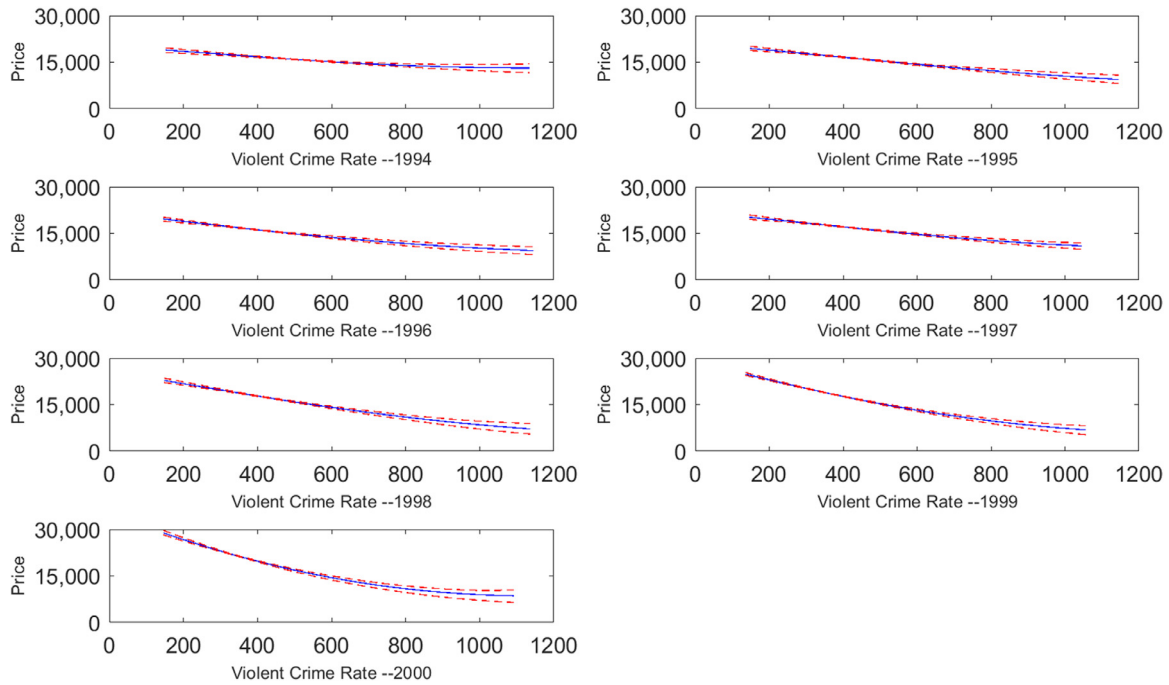 30,000
15,000
0
Price
0 200 400 600 800 1000 1200
Violent Crime Rate --1994
30,000
15,000
0
Price
0 200 400 600 800 1000 1200
Violent Crime Rate --1995
30,000
15,000
0
Price
0 200 400 600 800 1000 1200
Violent Crime Rate --1996
30,000
15,000
0
Price
0 200 400 600 800 1000 1200
Violent Crime Rate --1997
30,000
15,000
0
Price
0 200 400 600 800 1000 1200
Violent Crime Rate --1998
30,000
15,000
0
Price
0 200 400 600 800 1000 1200
Violent Crime Rate --1999
30,000
15,000
0
Price
0 200 400 600 800 1000 1200
Violent Crime Rate --2000